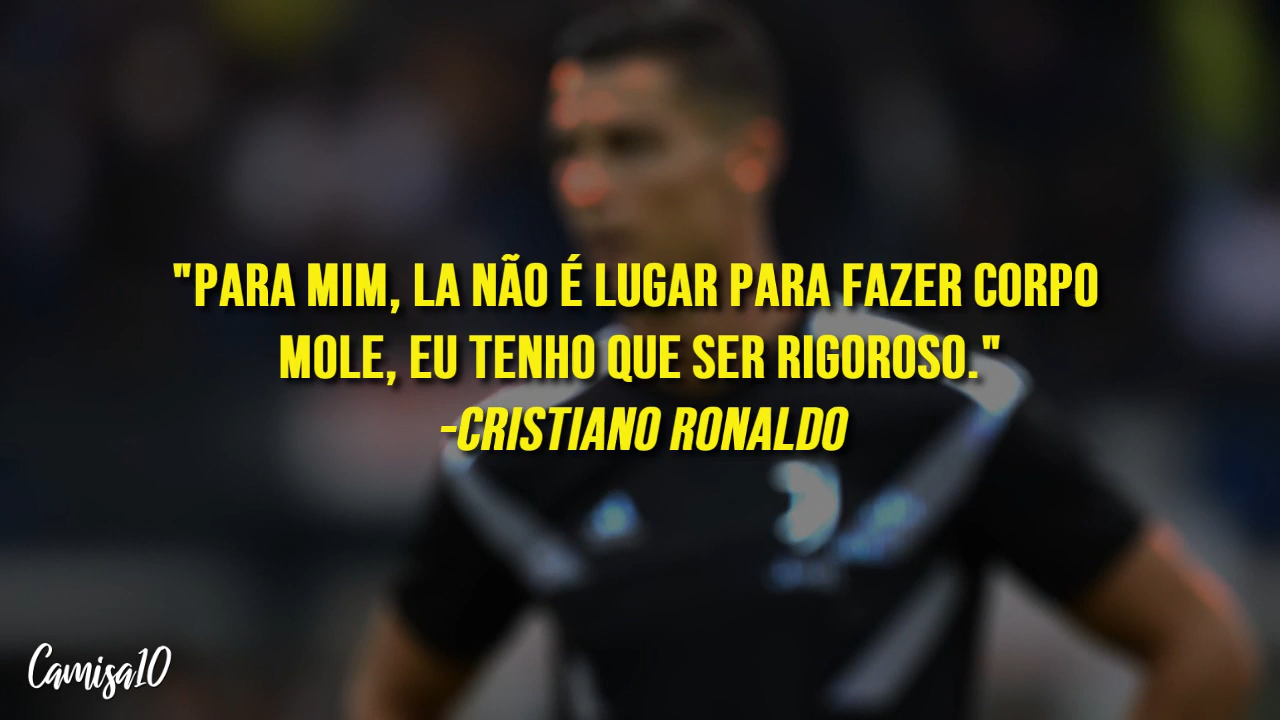 "PARA MIM, LA NÃO É LUGAR PARA FAZER CORPO
MOLE, EU TENHO QUE SER RIGOROSO."
-CRISTIANO RONALDO
Camisa10